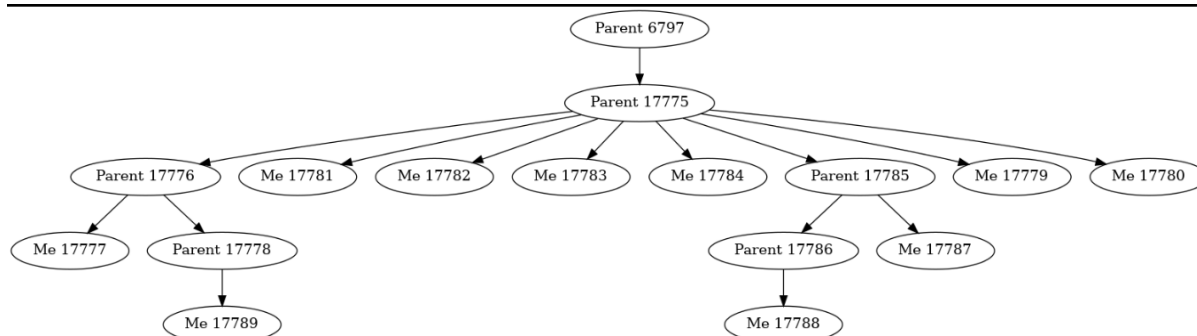 Parent 6797
Parent 17775
Parent 17776
Me 17781
Me 17782
Me 17783
Me 17784
Parent 17785
Me 17779
Me 17780
Me 17777
Parent 17778
Parent 17786
Me 17787
Me 17789
Me 17788